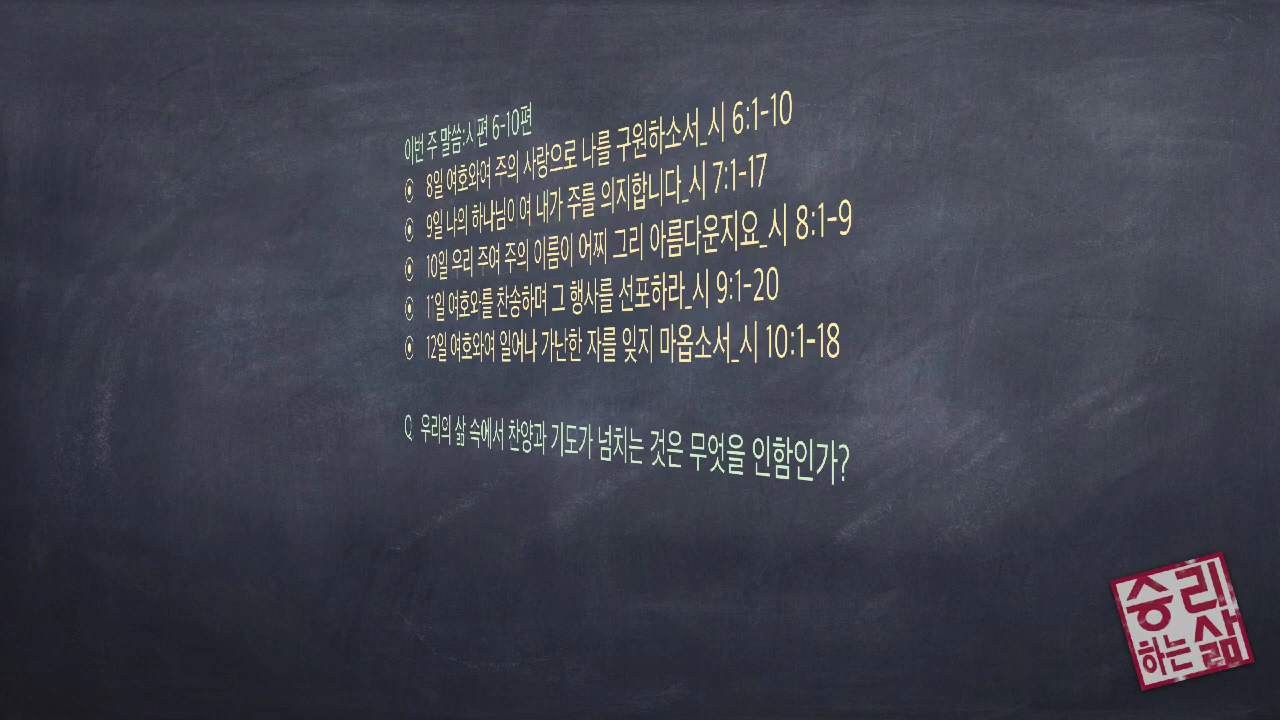 이번 주 말씀:시편 6-10편
8일 여호와여 주의 사랑으로 나를 구원하소서_시 6:1-10
9일 나의 하나님이여 내가 주를 의지합니다_시 7:1-17
10일 우리 주여 주의 이름이 어찌 그리 아름다운지요_시 8:1-9
11일 여호와를 찬송하며 그 행사를 선포하라_시 9:1-20
12일 여호와여 일어나 가난한 자를 잊지 마옵소서_시 10:1-18
Q 우리의 삶 속에서 찬양과 기도가 넘치는 것은 무엇을 인함인가?
승리
하는 삶